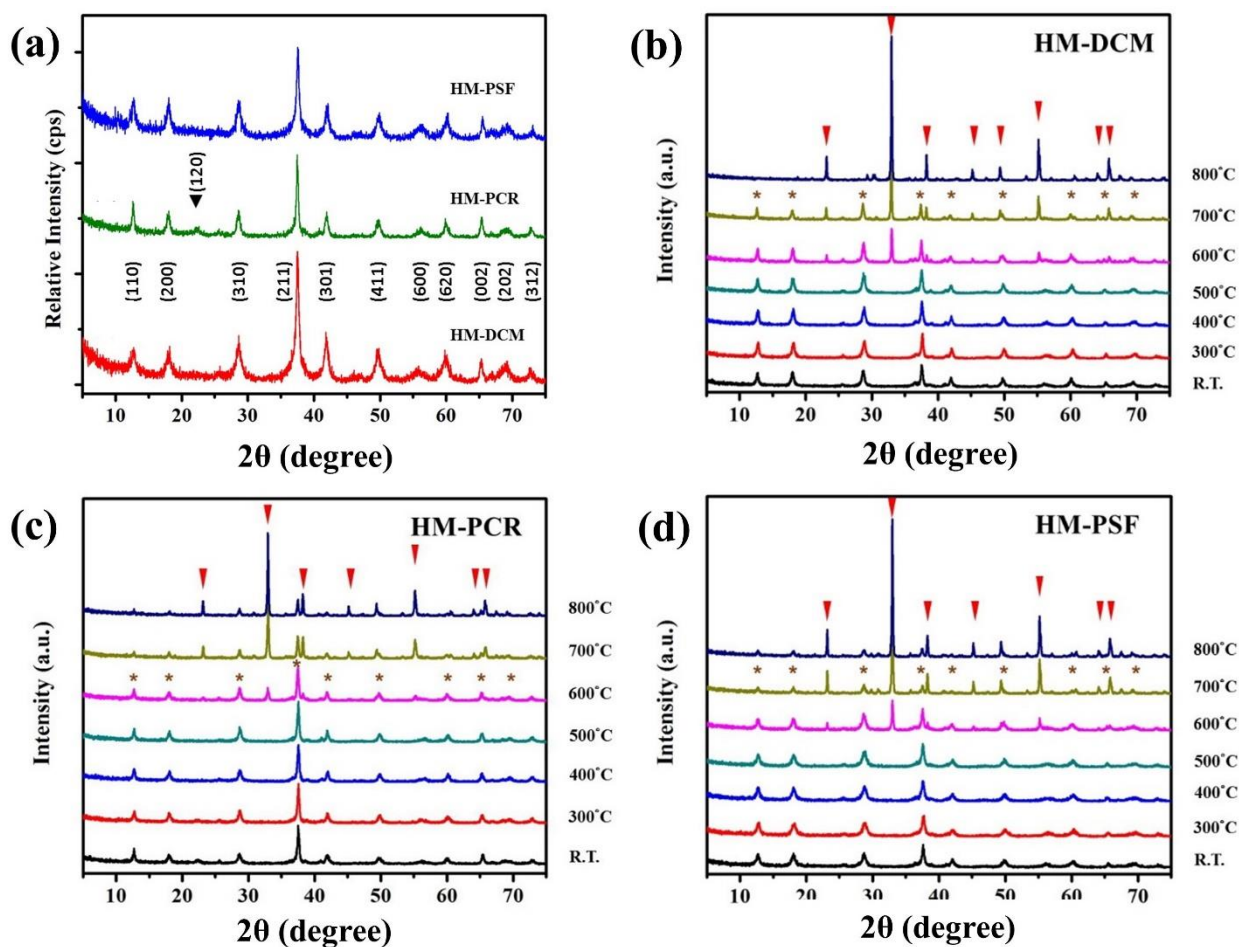 (a)
HM-PSF
(120)
HM-PCR
(110)
(200)
(310)
(211)
(301)
(411)
(600)
(620)
(002)
(202)
(312)
HM-DCM
Relative Intensity (cps)
10 20 30 40 50 60 70
2θ (degree)
(b)
HM-DCM
800°C
* * * * * * * * *
700°C
600°C
500°C
400°C
300°C
R.T.
Intensity (a.u.)
10 20 30 40 50 60 70
2θ (degree)
(c)
HM-PCR
800°C
700°C
* * * * * * * * *
600°C
500°C
400°C
300°C
R.T.
Intensity (a.u.)
10 20 30 40 50 60 70
2θ (degree)
(d)
HM-PSF
800°C
* * * * * * * * *
700°C
600°C
500°C
400°C
300°C
R.T.
Intensity (a.u.)
10 20 30 40 50 60 70
2θ (degree)